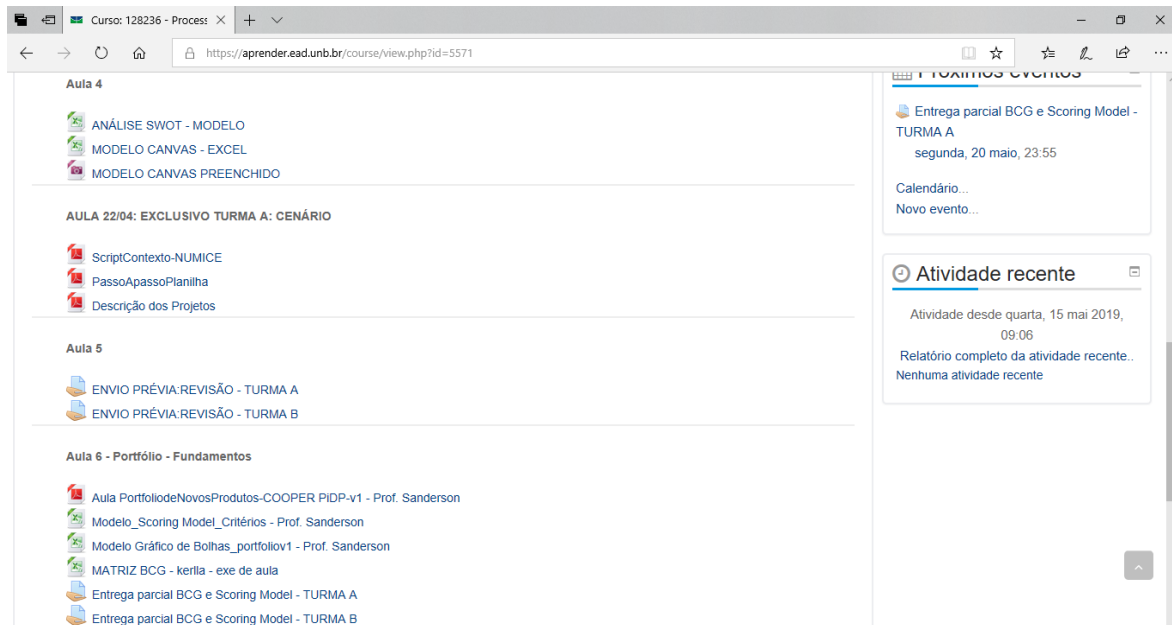 Curso: 128236 - Process
https://aprender.ead.unb.br/course/view.php?id=5571
Aula 4
ANÁLISE SWOT - MODELO
MODELO CANVAS - EXCEL
MODELO CANVAS PREENCHIDO
AULA 22/04: EXCLUSIVO TURMA A: CENÁRIO
ScriptContexto-NUMICE
PassoApassoPlanilha
Descrição dos Projetos
Aula 5
ENVIO PRÉVIA:REVISÃO - TURMA A
ENVIO PRÉVIA:REVISÃO - TURMA B
Aula 6 - Portfólio - Fundamentos
Aula PortfoliodeNovosProdutos-COOPER PiDP-v1 - Prof. Sanderson
Modelo_Scoring Model_Critérios - Prof. Sanderson
Modelo Gráfico de Bolhas_portfoliov1 - Prof. Sanderson
MATRIZ BCG - kerlla - exe de aula
Entrega parcial BCG e Scoring Model - TURMA A
Entrega parcial BCG e Scoring Model - TURMA B
Próximos eventos
Entrega parcial BCG e Scoring Model -
TURMA A
segunda, 20 maio, 23:55
Calendário...
Novo evento...
Atividade recente
Atividade desde quarta, 15 mai 2019,
09:06
Relatório completo da atividade recente..
Nenhuma atividade recente